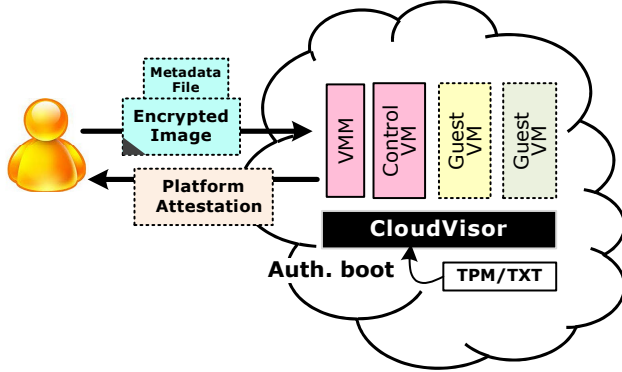 Metadata
File
Encrypted
Image
Platform
Attestation
VMM
Control
VM
Guest
VM
Guest
VM
CloudVisor
Auth. boot
TPM/TXT